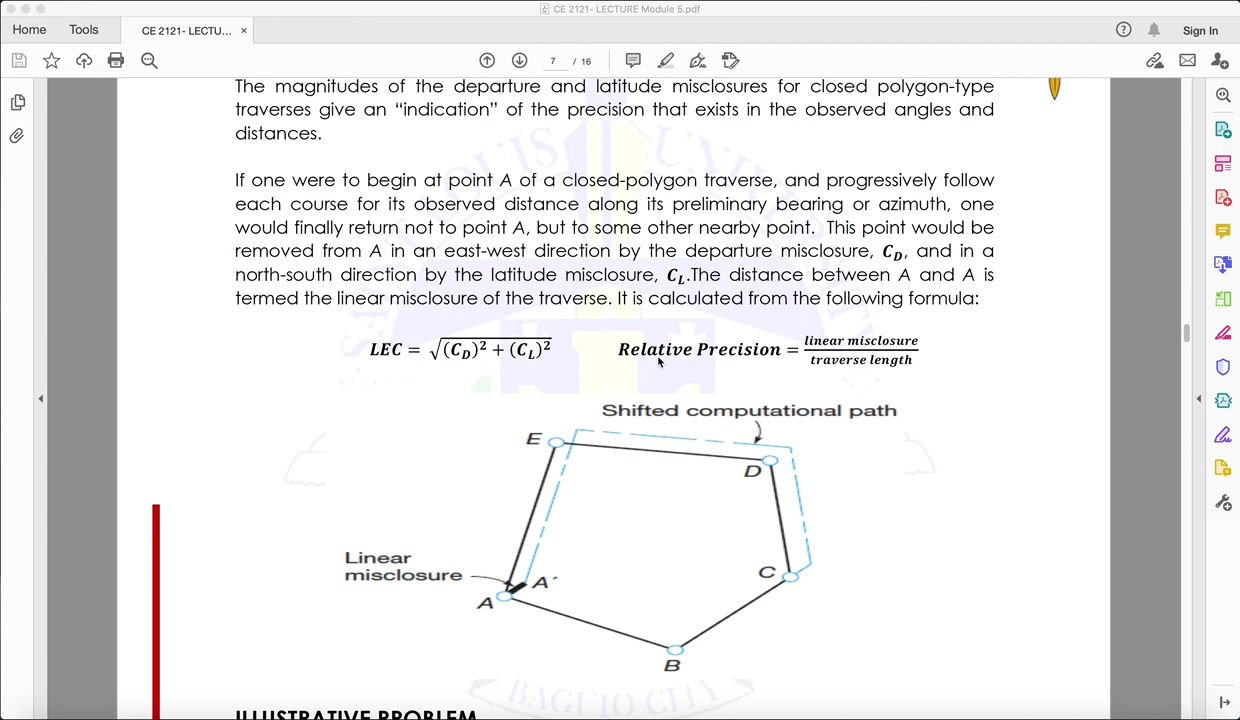 CE 2121- LECTURE Module 5.pdf
Home Tools CE 2121- LECTU... × Sign In
7 / 16
The magnitudes of the departure and latitude misclosures for closed polygon-type
traverses give an “indication” of the precision that exists in the observed angles and
distances.
If one were to begin at point A of a closed-polygon traverse, and progressively follow
each course for its observed distance along its preliminary bearing or azimuth, one
would finally return not to point A, but to some other nearby point. This point would be
removed from A in an east-west direction by the departure misclosure, C_D, and in a
north-south direction by the latitude misclosure, C_L.The distance between A and A is
termed the linear misclosure of the traverse. It is calculated from the following formula:
LEC = √(C_D)² + (C_L)² Relative Precision = linear misclosure / traverse length
Shifted computational path
E
D
Linear
misclosure
A´
C
A
B
SAINT LOUIS UNIVERSITY
BAGUIO CITY
ILLUSTRATIVE PROBLEM